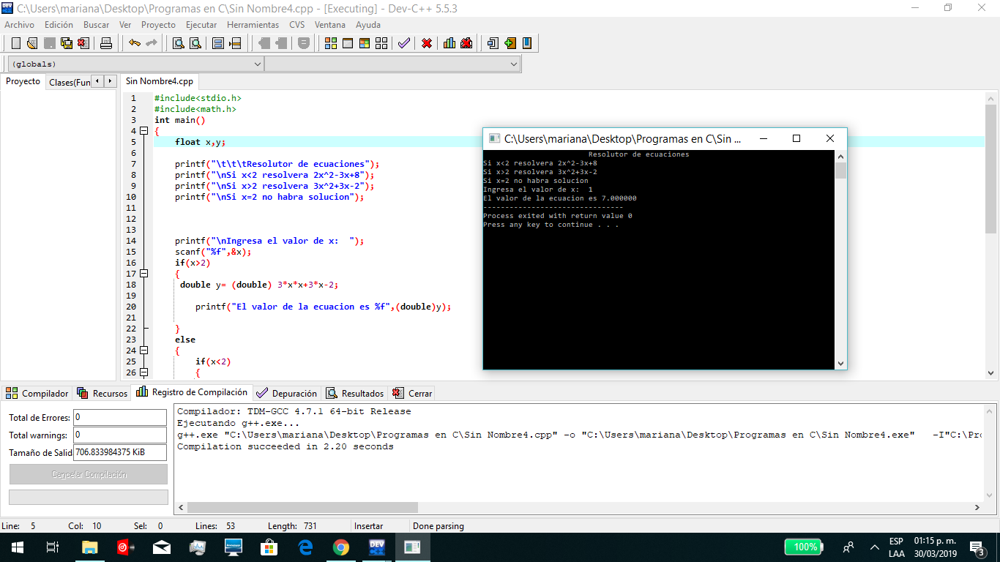 C:\Users\mariana\Desktop\Programas en C\Sin Nombre4.cpp - [Executing] - Dev-C++ 5.5.3
Archivo Edición Buscar Ver Proyecto Ejecutar Herramientas CVS Ventana Ayuda
(globals)
Proyecto Clases(Fun Sin Nombre4.cpp
1 #include<stdio.h>
2 #include<math.h>
3 int main()
4 {
5 float x,y;
6
7 printf("\t\t\tResolutor de ecuaciones");
8 printf("\nSi x<2 resolvera 2x^2-3x+8");
9 printf("\nSi x>2 resolvera 3x^2+3x-2");
10 printf("\nSi x=2 no habra solucion");
11
12
13
14 printf("\nIngresa el valor de x:  ");
15 scanf("%f",&x);
16 if(x>2)
17 {
18 double y= (double) 3*x*x+3*x-2;
19
20 printf("El valor de la ecuacion es %f",(double)y);
21
22 }
23 else
24 {
25 if(x<2)
26 {
C:\Users\mariana\Desktop\Programas en C\Sin ...
Resolutor de ecuaciones
Si x<2 resolvera 2x^2-3x+8
Si x>2 resolvera 3x^2+3x-2
Si x=2 no habra solucion
Ingresa el valor de x:  1
El valor de la ecuacion es 7.000000
--------------------------------
Process exited with return value 0
Press any key to continue . . .
Compilador Recursos Registro de Compilación Depuración Resultados Cerrar
Total de Errores: 0
Total warnings: 0
Tamaño de Salid 706.833984375 KiB
Cancelar Compilación
Compilador: TDM-GCC 4.7.1 64-bit Release
Ejecutando g++.exe...
g++.exe "C:\Users\mariana\Desktop\Programas en C\Sin Nombre4.cpp" -o "C:\Users\mariana\Desktop\Programas en C\Sin Nombre4.exe" -I"C:\Pro
Compilation succeeded in 2.20 seconds
Line: 5 Col: 10 Sel: 0 Lines: 53 Length: 731 Insertar Done parsing
DEV
100%
ESP
LAA
01:15 p. m.
30/03/2019
3